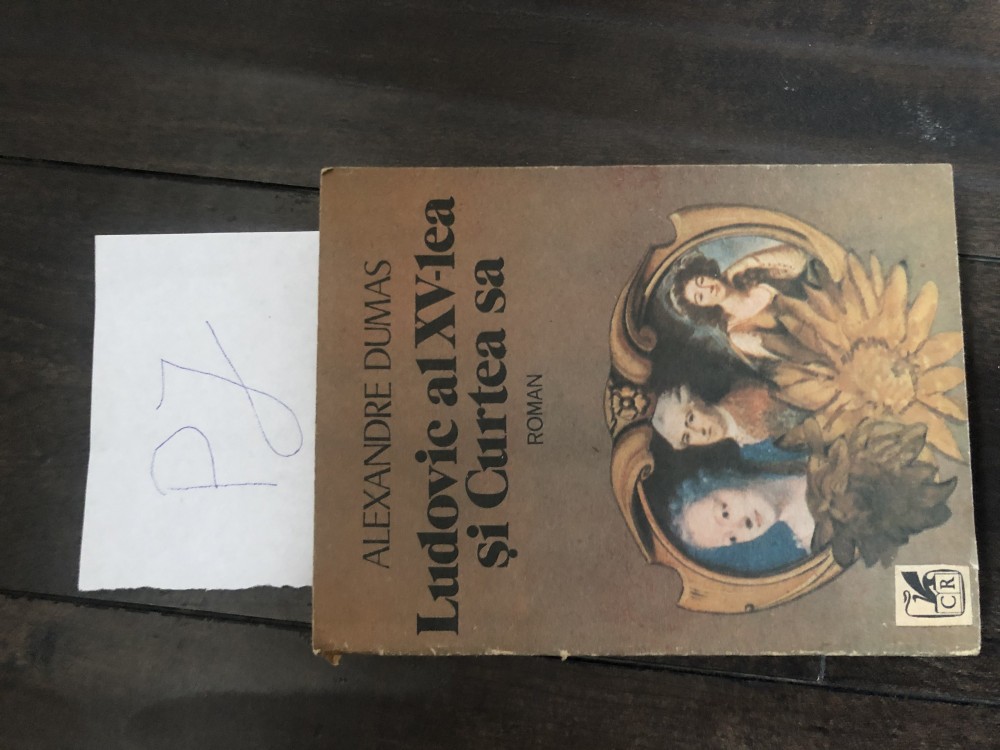 PJ
ALEXANDRE DUMAS
Ludovic al XV-lea
și Curtea sa
ROMAN
CR